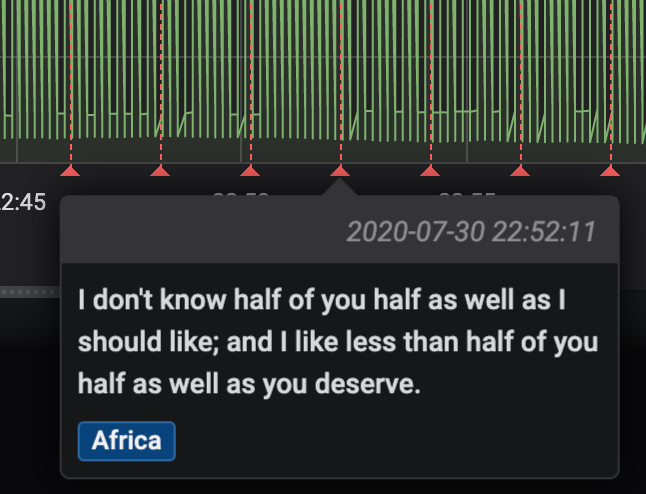 2:45
2020-07-30 22:52:11
I don't know half of you half as well as I
should like; and I like less than half of you
half as well as you deserve.
Africa